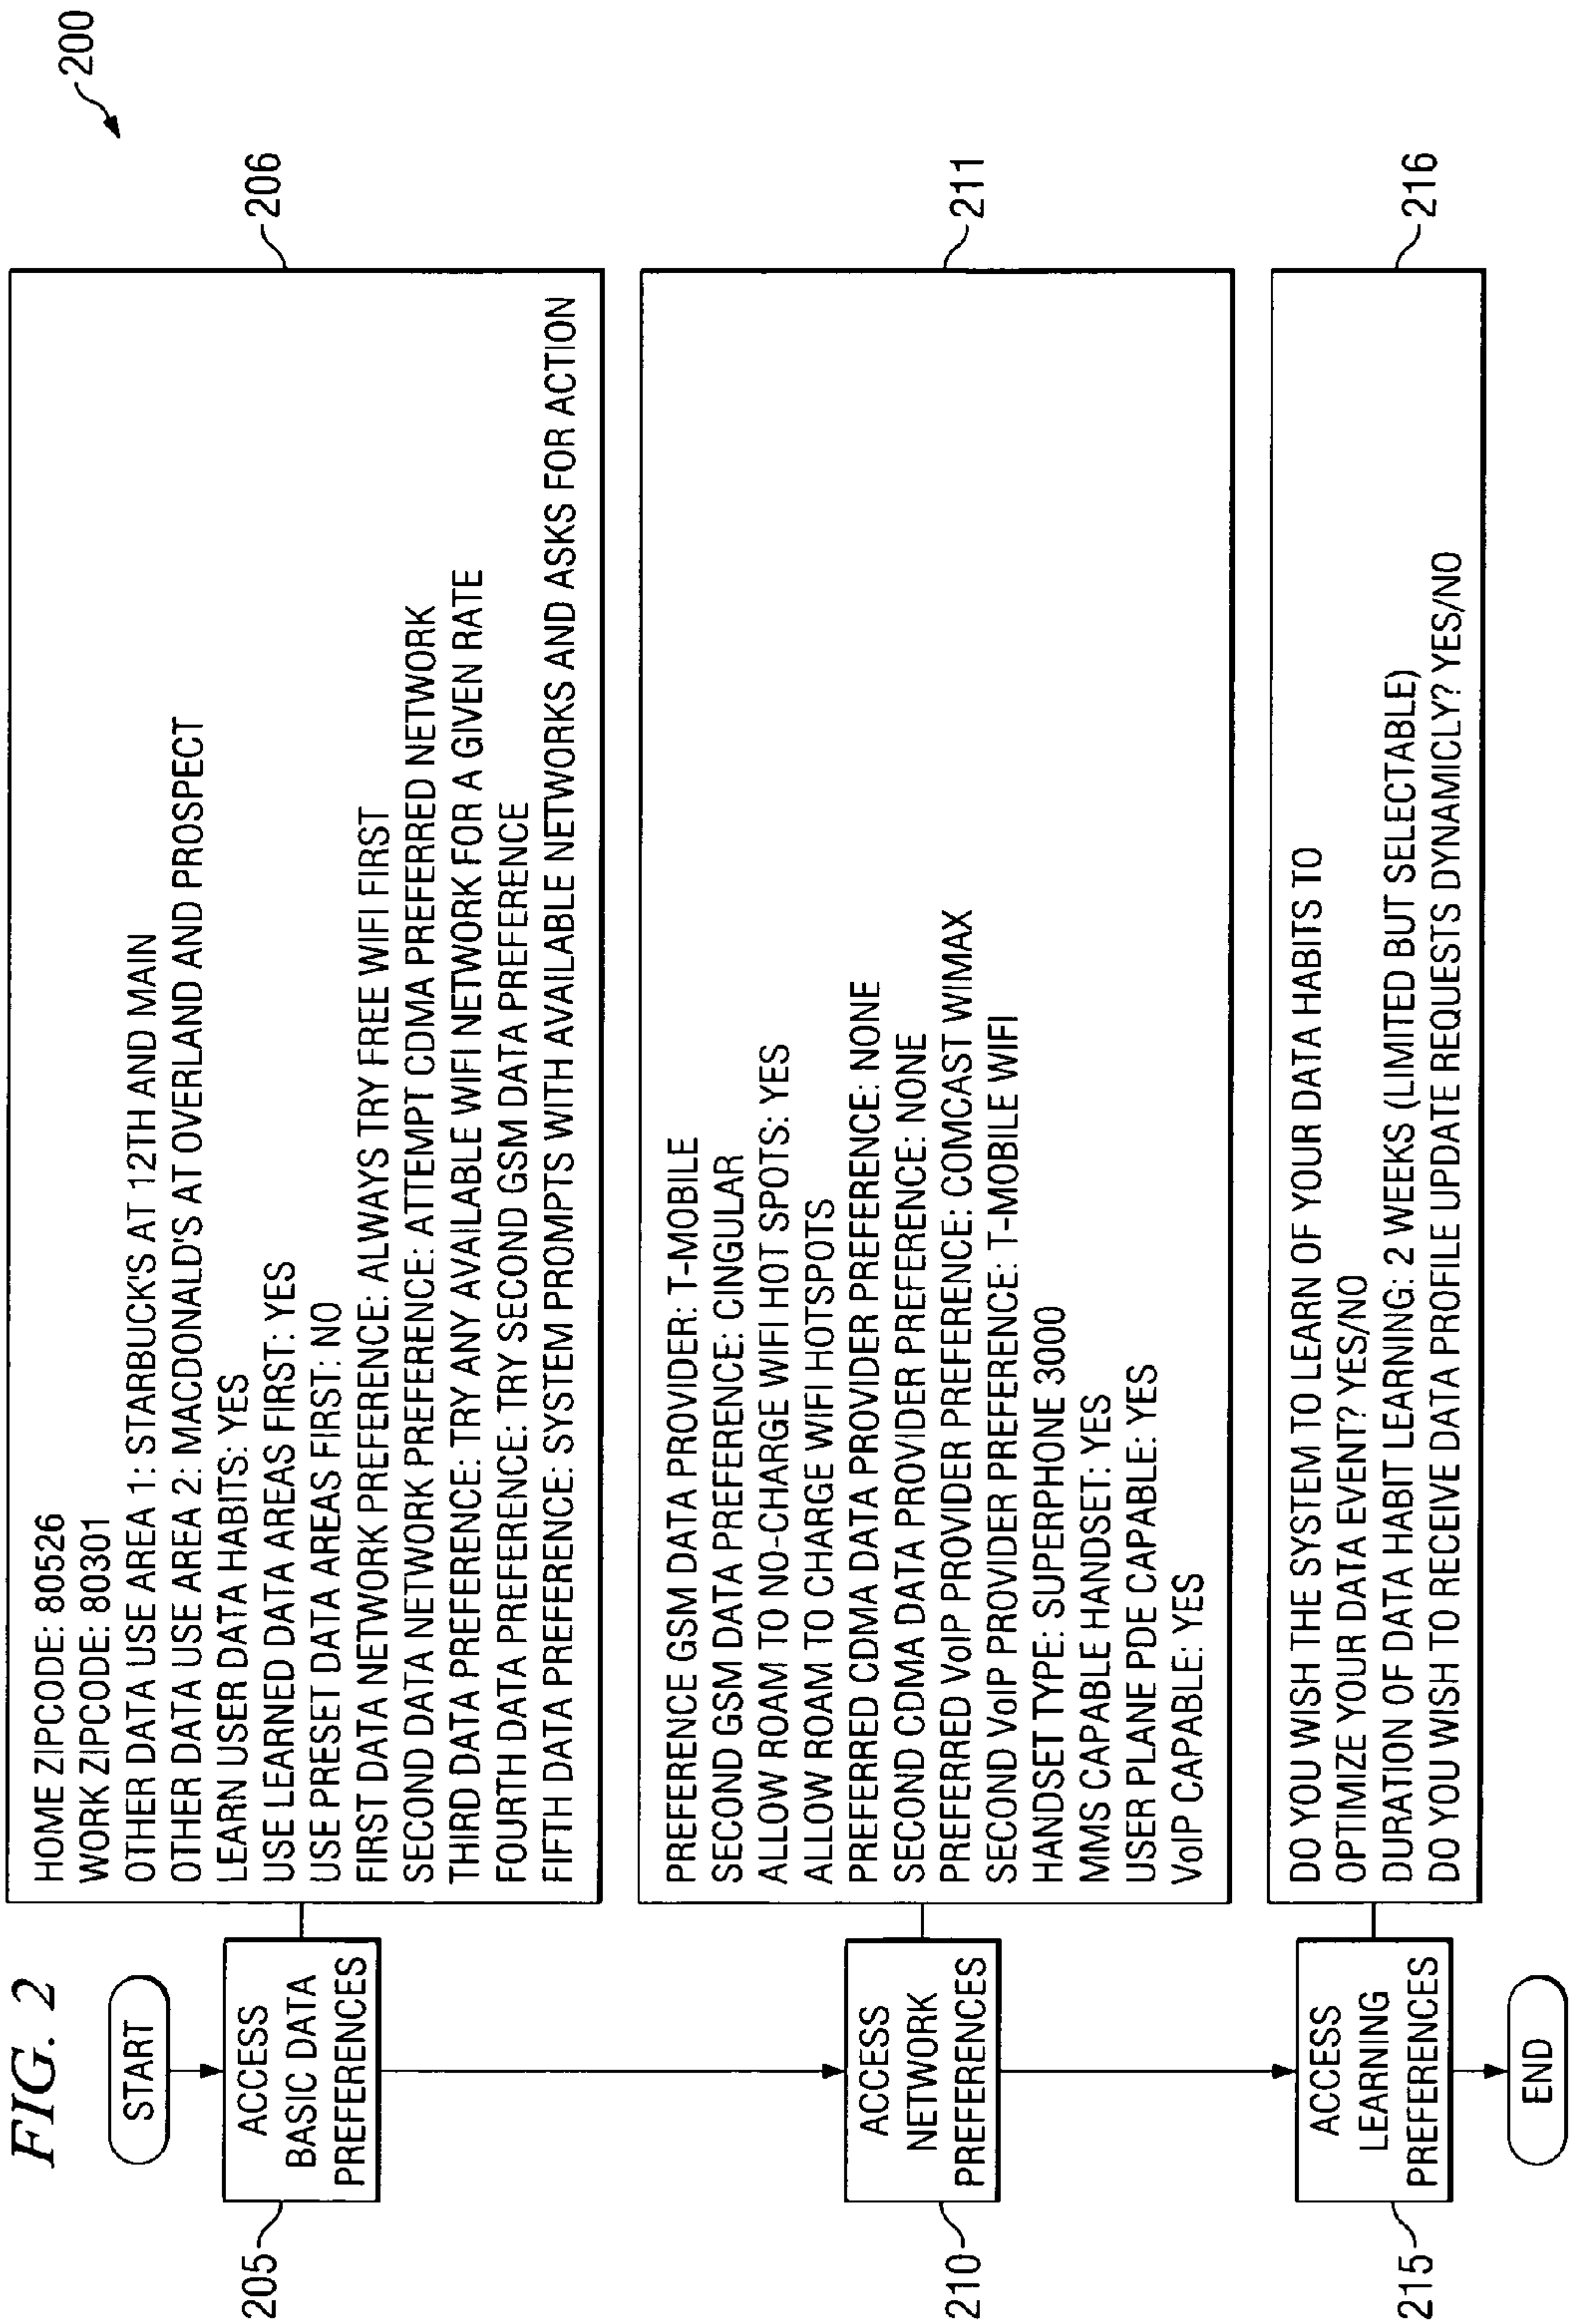 FIG. 2
200
START
205
ACCESS
BASIC DATA
PREFERENCES
206
HOME ZIPCODE: 80526
WORK ZIPCODE: 80301
OTHER DATA USE AREA 1: STARBUCK'S AT 12TH AND MAIN
OTHER DATA USE AREA 2: MACDONALD'S AT OVERLAND AND PROSPECT
LEARN USER DATA HABITS: YES
USE LEARNED DATA AREAS FIRST: YES
USE PRESET DATA AREAS FIRST: NO
FIRST DATA NETWORK PREFERENCE: ALWAYS TRY FREE WIFI FIRST
SECOND DATA NETWORK PREFERENCE: ATTEMPT CDMA PREFERRED NETWORK
THIRD DATA PREFERENCE: TRY ANY AVAILABLE WIFI NETWORK FOR A GIVEN RATE
FOURTH DATA PREFERENCE: TRY SECOND GSM DATA PREFERENCE
FIFTH DATA PREFERENCE: SYSTEM PROMPTS WITH AVAILABLE NETWORKS AND ASKS FOR ACTION
210
ACCESS
NETWORK
PREFERENCES
211
PREFERENCE GSM DATA PROVIDER: T-MOBILE
SECOND GSM DATA PREFERENCE: CINGULAR
ALLOW ROAM TO NO-CHARGE WIFI HOT SPOTS: YES
ALLOW ROAM TO CHARGE WIFI HOTSPOTS
PREFERRED CDMA DATA PROVIDER PREFERENCE: NONE
SECOND CDMA DATA PROVIDER PREFERENCE: NONE
PREFERRED VoIP PROVIDER PREFERENCE: COMCAST WIMAX
SECOND VoIP PROVIDER PREFERENCE: T-MOBILE WIFI
HANDSET TYPE: SUPERPHONE 3000
MMS CAPABLE HANDSET: YES
USER PLANE PDE CAPABLE: YES
VoIP CAPABLE: YES
215
ACCESS
LEARNING
PREFERENCES
216
DO YOU WISH THE SYSTEM TO LEARN OF YOUR DATA HABITS TO
OPTIMIZE YOUR DATA EVENT? YES/NO
DURATION OF DATA HABIT LEARNING: 2 WEEKS (LIMITED BUT SELECTABLE)
DO YOU WISH TO RECEIVE DATA PROFILE UPDATE REQUESTS DYNAMICLY? YES/NO
END